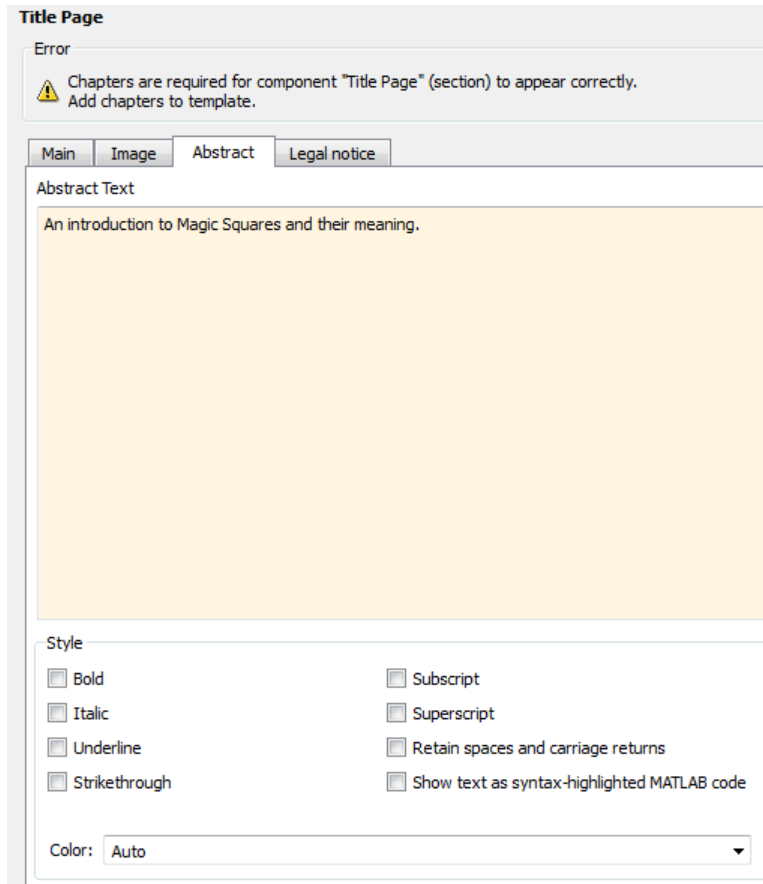 Title Page
Error
Chapters are required for component "Title Page" (section) to appear correctly.
Add chapters to template.
Main Image Abstract Legal notice
Abstract Text
An introduction to Magic Squares and their meaning.
Style
Bold Subscript
Italic Superscript
Underline Retain spaces and carriage returns
Strikethrough Show text as syntax-highlighted MATLAB code
Color: Auto